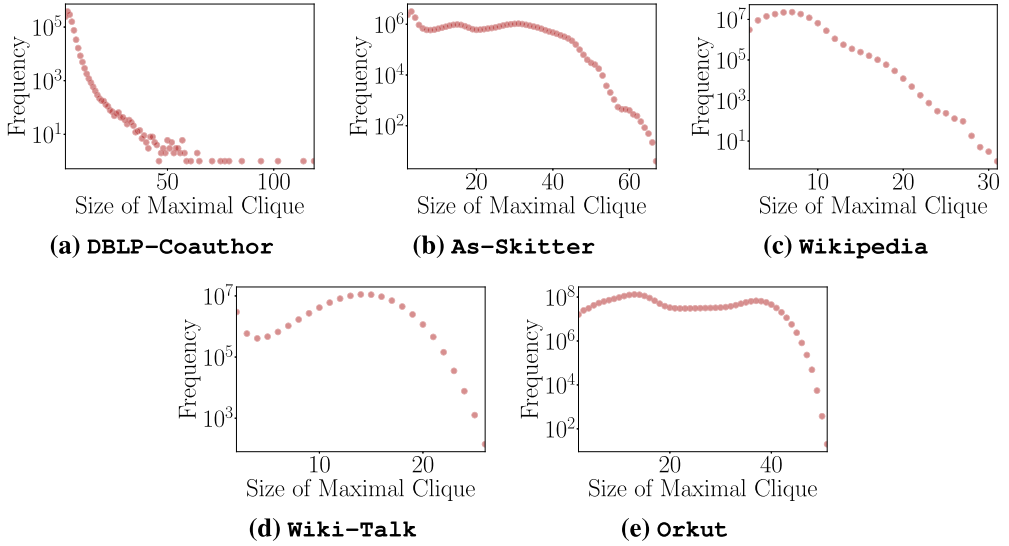 Frequency
10^5
10^3
10^1
50
100
Size of Maximal Clique
(a) DBLP-Coauthor
Frequency
10^6
10^4
10^2
20
40
60
Size of Maximal Clique
(b) As-Skitter
Frequency
10^7
10^5
10^3
10^1
10
20
30
Size of Maximal Clique
(c) Wikipedia
Frequency
10^7
10^5
10^3
10
20
Size of Maximal Clique
(d) Wiki-Talk
Frequency
10^8
10^6
10^4
10^2
20
40
Size of Maximal Clique
(e) Orkut